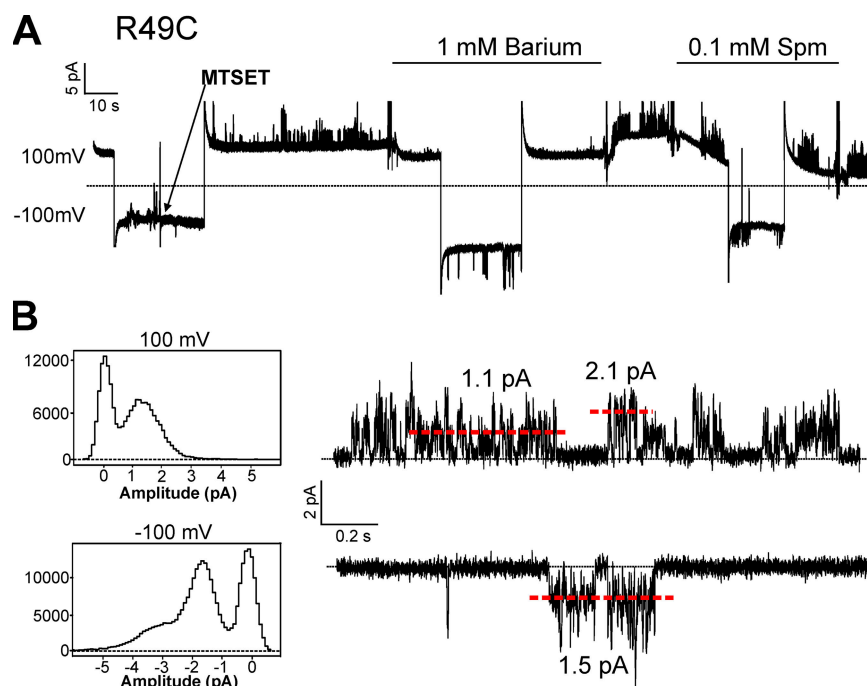 A
R49C
1 mM Barium
0.1 mM Spm
5 pA
10 s
MTSET
100mV
-100mV
B
100 mV
12000
6000
0
0 1 2 3 4 5
Amplitude (pA)
1.1 pA
2.1 pA
2 pA
0.2 s
-100 mV
10000
5000
0
-5 -4 -3 -2 -1 0
Amplitude (pA)
1.5 pA